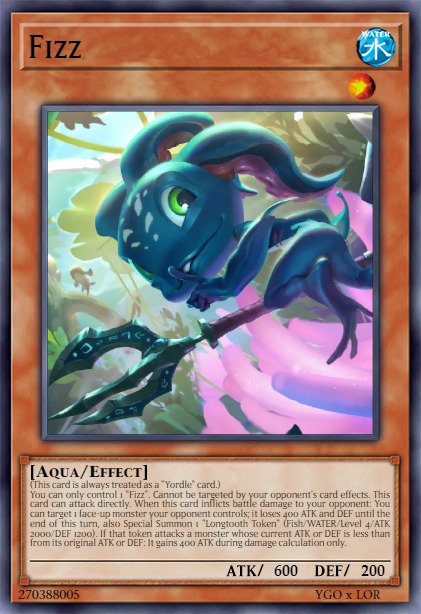 Fizz
WATER
水
[Aqua/Effect]
(This card is always treated as a "Yordle" card.)
You can only control 1 "Fizz". Cannot be targeted by your opponent's card effects. This
card can attack directly. When this card inflicts battle damage to your opponent: You
can target 1 face-up monster your opponent controls; it loses 400 ATK and DEF until the
end of this turn, also Special Summon 1 "Longtooth Token" (Fish/WATER/Level 4/ATK
2000/DEF 1200). If that token attacks a monster whose current ATK or DEF is less than
from its original ATK or DEF: It gains 400 ATK during damage calculation only.
ATK/ 600 DEF/ 200
270388005 YGO x LOR